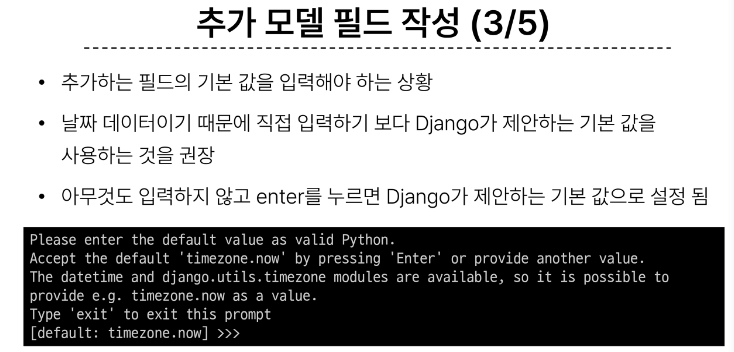 추가 모델 필드 작성 (3/5)
• 추가하는 필드의 기본 값을 입력해야 하는 상황
• 날짜 데이터이기 때문에 직접 입력하기 보다 Django가 제안하는 기본 값을
사용하는 것을 권장
• 아무것도 입력하지 않고 enter를 누르면 Django가 제안하는 기본 값으로 설정 됨
Please enter the default value as valid Python.
Accept the default 'timezone.now' by pressing 'Enter' or provide another value.
The datetime and django.utils.timezone modules are available, so it is possible to
provide e.g. timezone.now as a value.
Type 'exit' to exit this prompt
[default: timezone.now] >>>